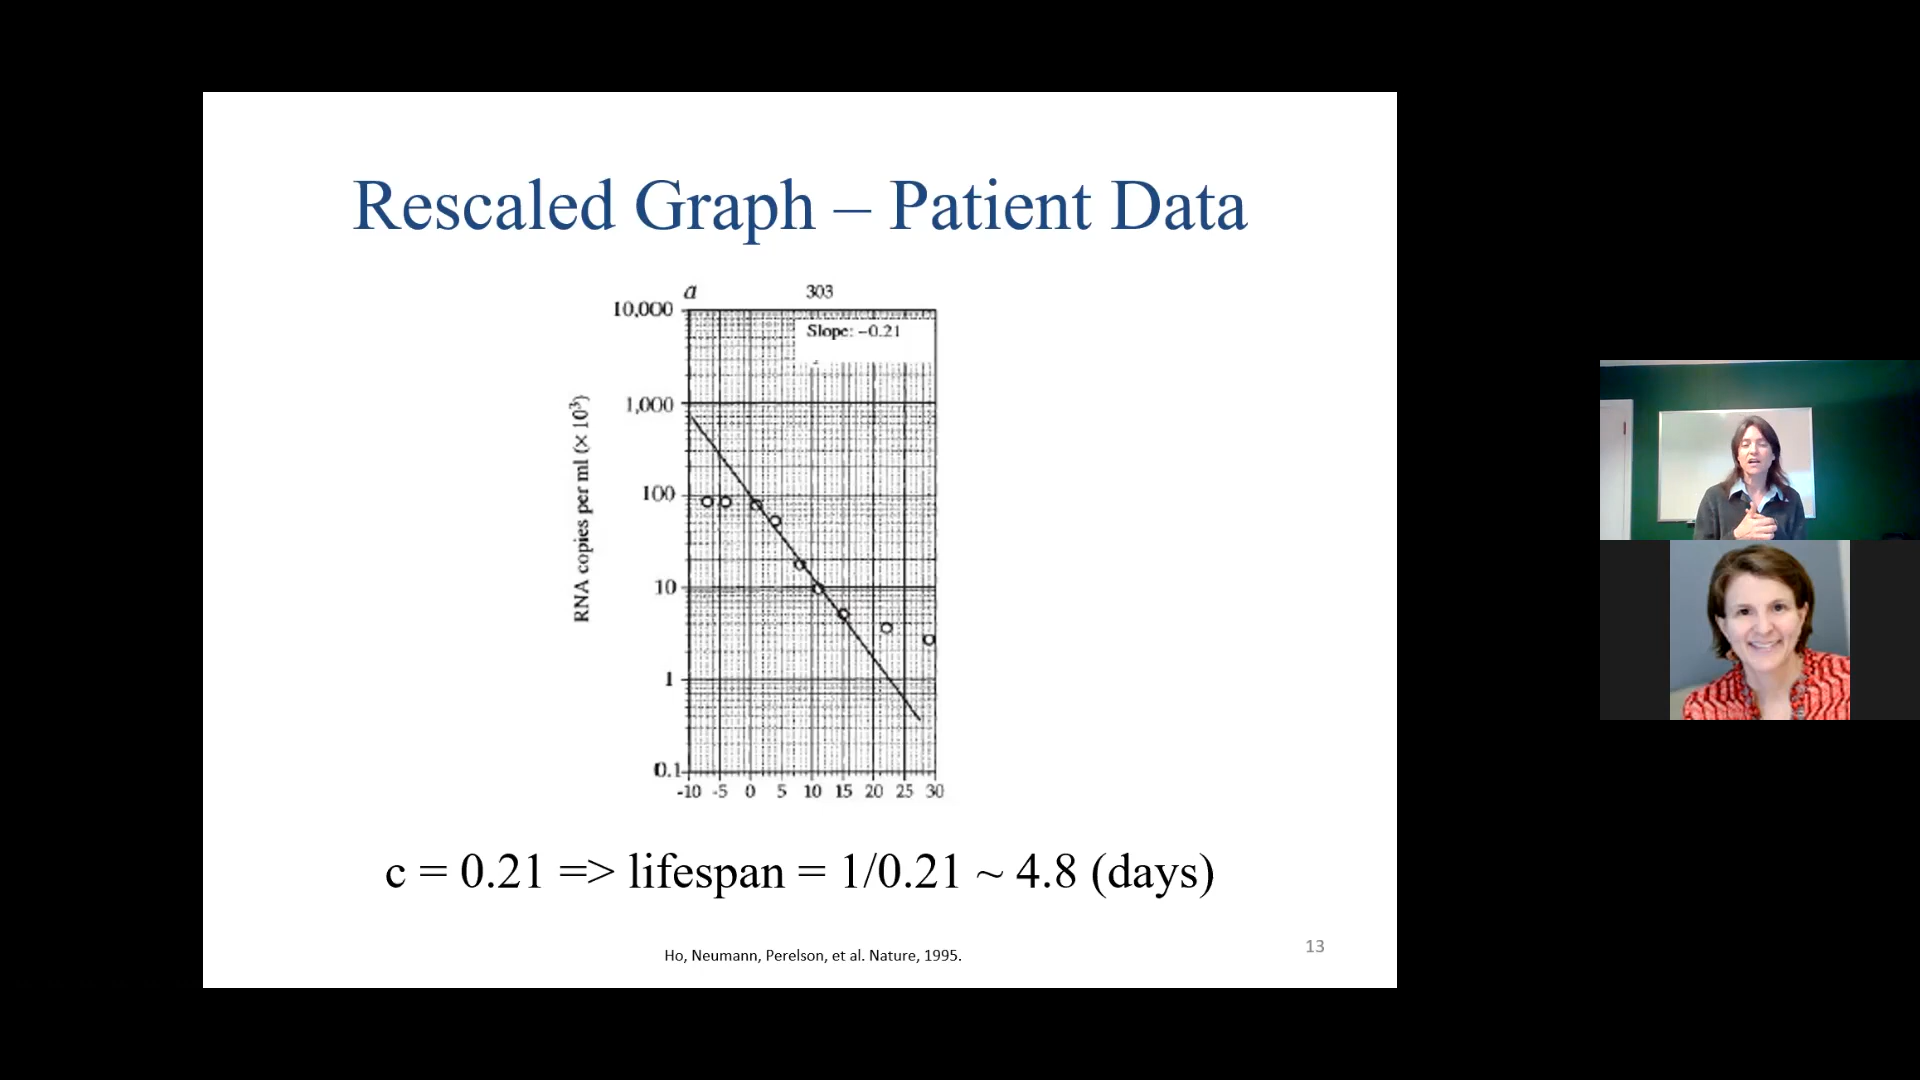 Rescaled Graph – Patient Data
a 303
Slope: −0.21
RNA copies per ml (× 10³)
10,000
1,000
100
10
1
0.1
-10 -5 0 5 10 15 20 25 30
c = 0.21 => lifespan = 1/0.21 ~ 4.8 (days)
Ho, Neumann, Perelson, et al. Nature, 1995.
13